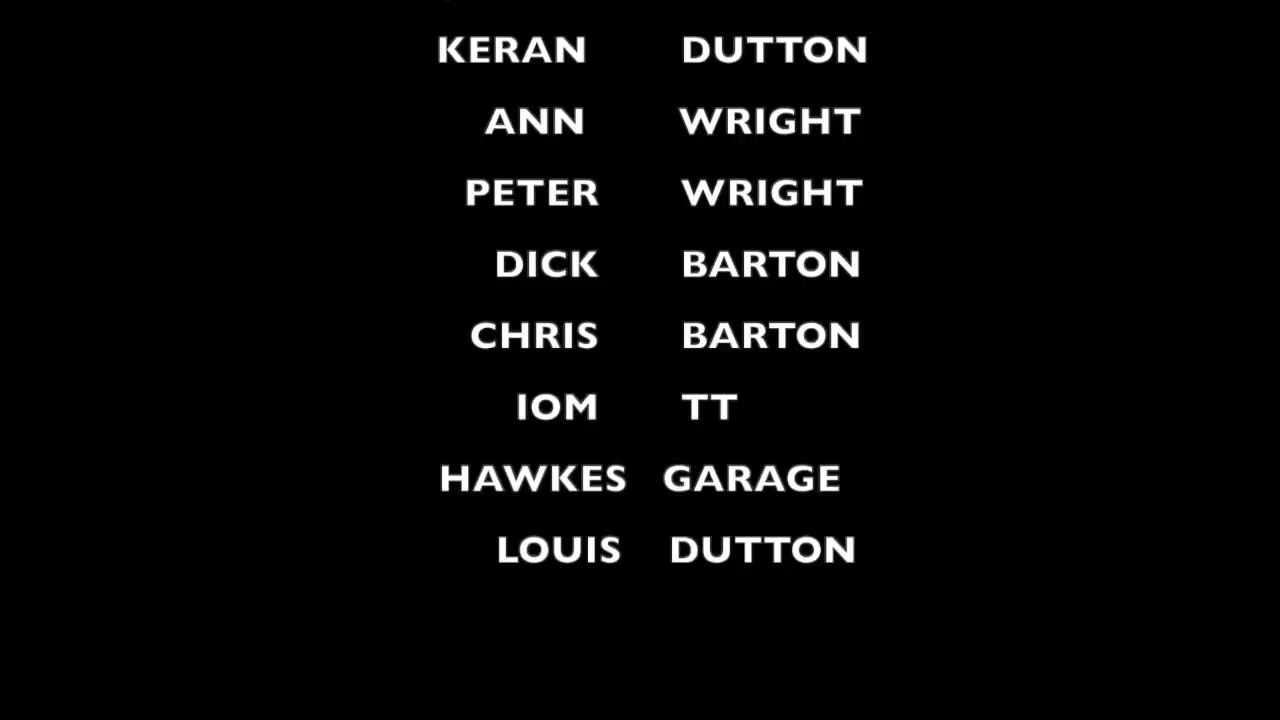 KERAN DUTTON
ANN WRIGHT
PETER WRIGHT
DICK BARTON
CHRIS BARTON
IOM TT
HAWKES GARAGE
LOUIS DUTTON